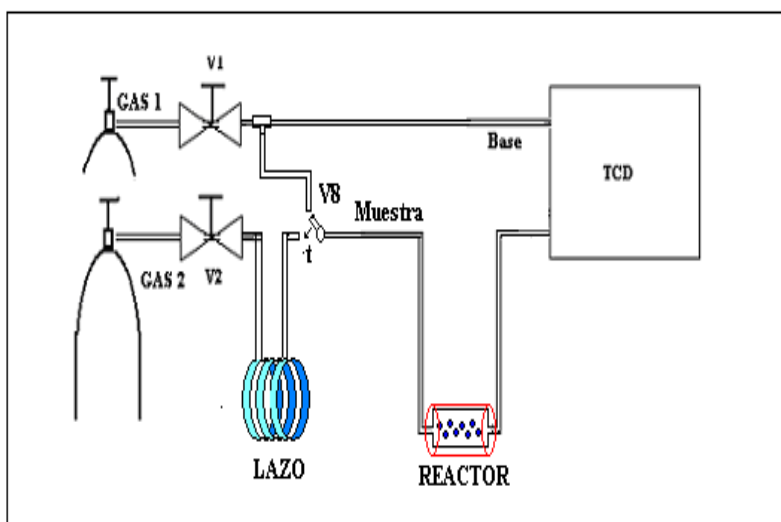 V1
GAS 1
Base
TCD
V8
Muestra
GAS 2
V2
t
LAZO
REACTOR